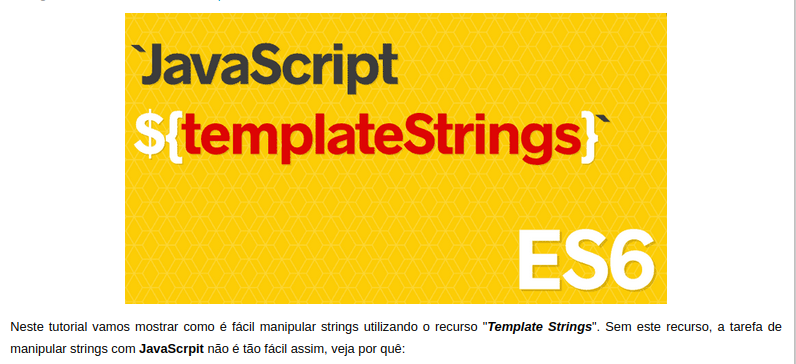 `JavaScript
${templateStrings}`
ES6
Neste tutorial vamos mostrar como é fácil manipular strings utilizando o recurso "Template Strings". Sem este recurso, a tarefa de
manipular strings com JavaScrpit não é tão fácil assim, veja por quê: